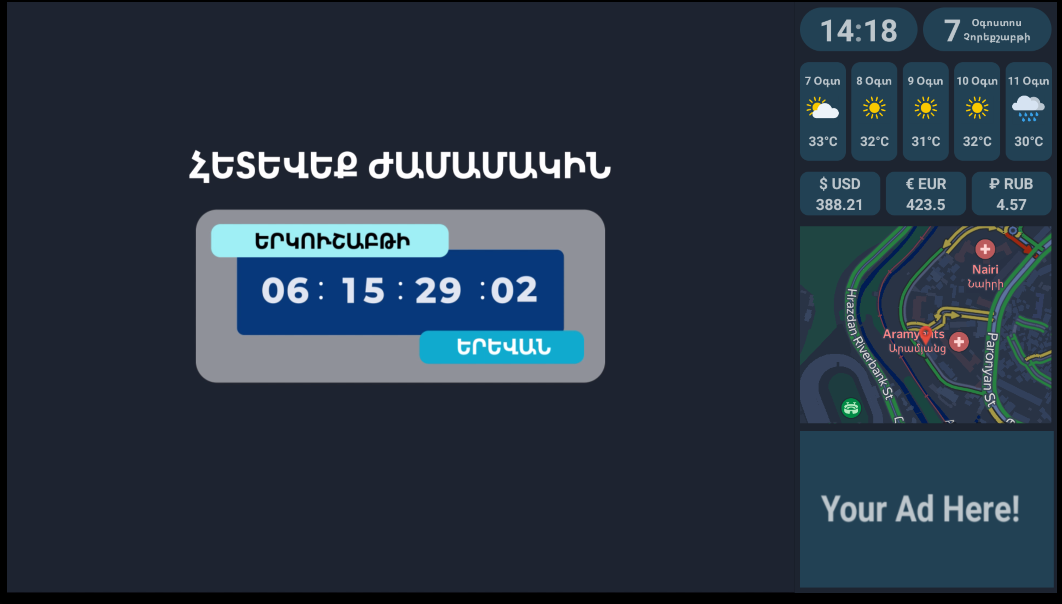 ՀԵՏԵՎԵՔ ԺԱՄԱՄԱԿԻՆ
ԵՐԿՈՒՇԱԲԹԻ
06 : 15 : 29 : 02
ԵՐԵՎԱՆ
14:18
7 Օգոստոս
Չորեքշաբթի
7 Օգտ 8 Օգտ 9 Օգտ 10 Օգտ 11 Օգտ
33°C 32°C 31°C 32°C 30°C
$ USD € EUR ₽ RUB
388.21 423.5 4.57
Nairi
Նաիրի
Hrazdan Riverbank St
Aramyants
Արամյանց
Paronyan St
Your Ad Here!